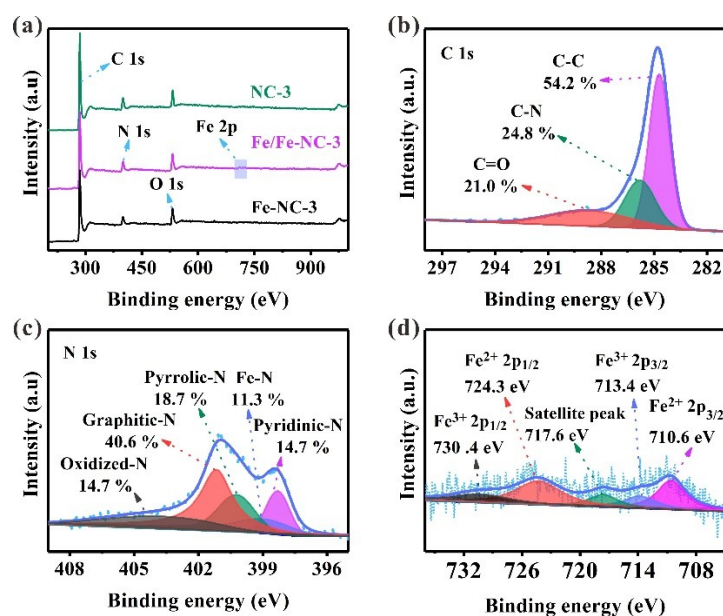 (a)
C 1s
NC-3
N 1s
Fe 2p
Fe/Fe-NC-3
O 1s
Fe-NC-3
Intensity (a.u)
300 450 600 750 900
Binding energy (eV)
(b)
C 1s
C-C
54.2 %
C-N
24.8 %
C=O
21.0 %
Intensity (a.u)
297 294 291 288 285 282
Binding energy (eV)
(c)
N 1s
Pyrrolic-N
18.7 %
Fe-N
11.3 %
Graphitic-N
40.6 %
Pyridinic-N
14.7 %
Oxidized-N
14.7 %
Intensity (a.u)
408 405 402 399 396
Binding energy (eV)
(d)
Fe²⁺ 2p₁/₂
724.3 eV
Fe³⁺ 2p₃/₂
713.4 eV
Fe³⁺ 2p₁/₂
730 .4 eV
Satellite peak
717.6 eV
Fe²⁺ 2p₃/₂
710.6 eV
Intensity (a.u)
732 726 720 714 708
Binding energy (eV)